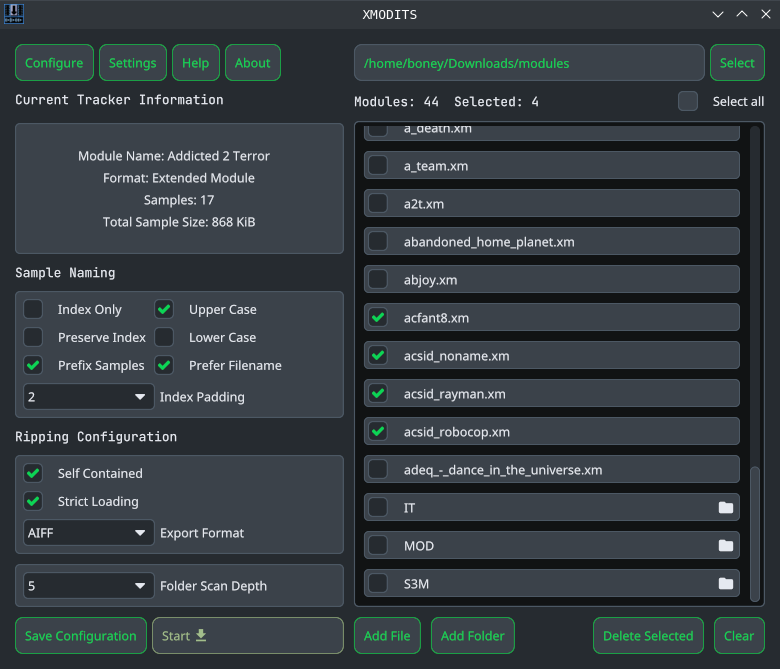 XMODITS
Configure
Settings
Help
About
/home/boney/Downloads/modules
Select
Current Tracker Information
Modules: 44 Selected: 4
Select all
Module Name: Addicted 2 Terror
Format: Extended Module
Samples: 17
Total Sample Size: 868 KiB
Sample Naming
Index Only
Upper Case
Preserve Index
Lower Case
Prefix Samples
Prefer Filename
2
Index Padding
Ripping Configuration
Self Contained
Strict Loading
AIFF
Export Format
5
Folder Scan Depth
Save Configuration
Start
a_death.xm
a_team.xm
a2t.xm
abandoned_home_planet.xm
abjoy.xm
acfant8.xm
acsid_noname.xm
acsid_rayman.xm
acsid_robocop.xm
adeq_-_dance_in_the_universe.xm
IT
MOD
S3M
Add File
Add Folder
Delete Selected
Clear